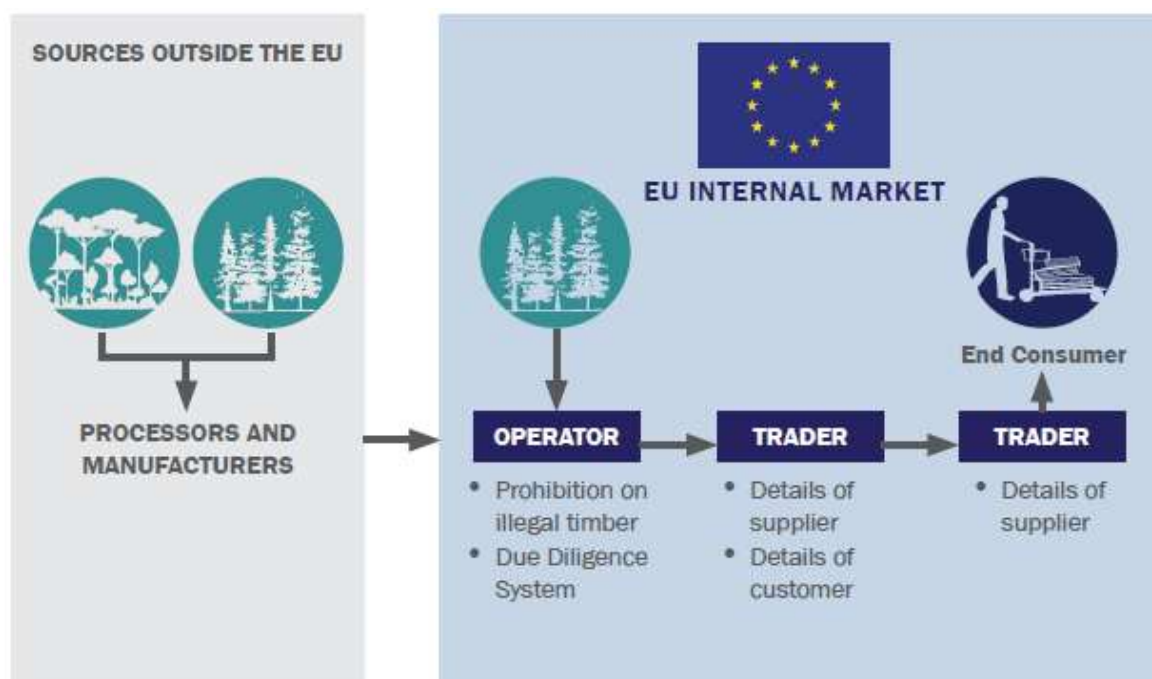 SOURCES OUTSIDE THE EU
PROCESSORS AND
MANUFACTURERS
EU INTERNAL MARKET
End Consumer
OPERATOR
• Prohibition on
illegal timber
• Due Diligence
System
TRADER
• Details of
supplier
• Details of
customer
TRADER
• Details of
supplier